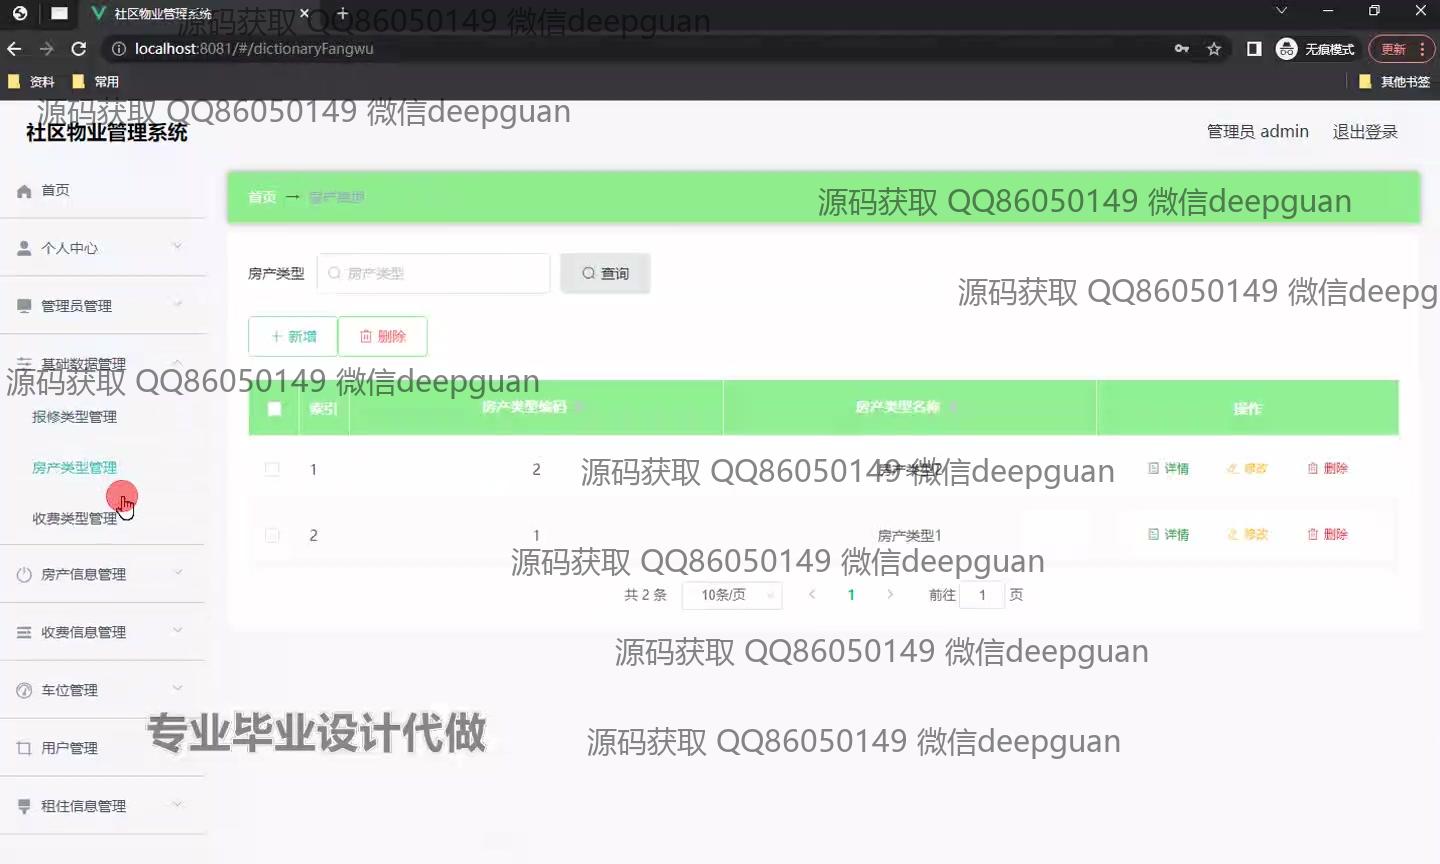 社区物业管理系统
源码获取 QQ86050149 微信deepguan
localhost:8081/#/dictionaryFangwu
无痕模式
更新
资料
常用
其他书签
源码获取 QQ86050149 微信deepguan
社区物业管理系统
管理员 admin
退出登录
首页
个人中心
管理员管理
基础数据管理
报修类型管理
房产类型管理
收费类型管理
房产信息管理
收费信息管理
车位管理
用户管理
租住信息管理
首页 → 房产类型
源码获取 QQ86050149 微信deepguan
房产类型
房产类型
查询
源码获取 QQ86050149 微信deepg
新增
删除
源码获取 QQ86050149 微信deepguan
索引
房产类型编码
房产类型名称
操作
1
2
房产类型2
详情
修改
删除
源码获取 QQ86050149 微信deepguan
2
1
房产类型1
详情
修改
删除
源码获取 QQ86050149 微信deepguan
共 2 条
10条/页
1
前往 1 页
源码获取 QQ86050149 微信deepguan
专业毕业设计代做
源码获取 QQ86050149 微信deepguan